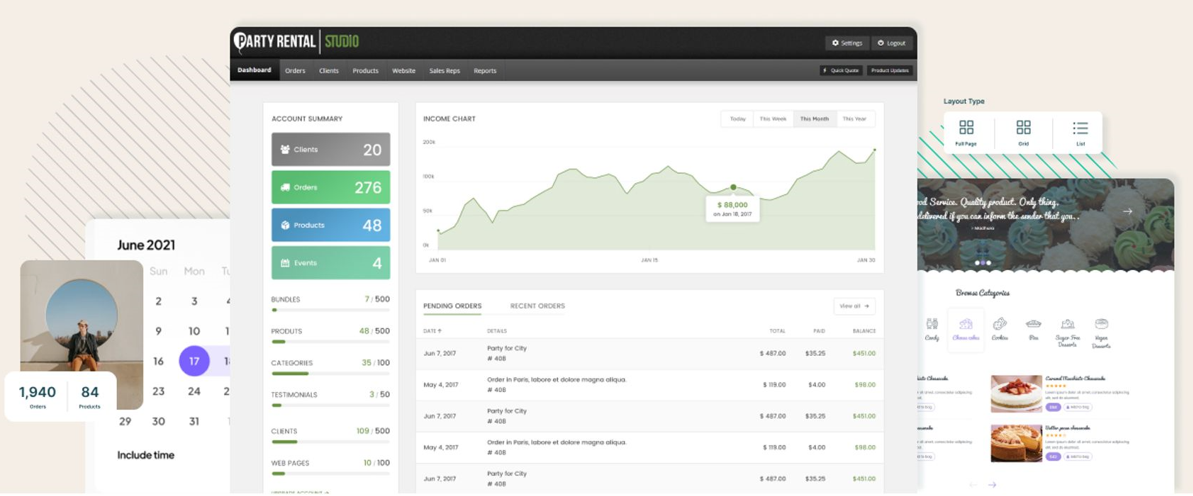 PARTY RENTAL STUDIO
Settings
Logout
Dashboard
Orders
Clients
Products
Website
Sales Reps
Reports
Quick Quote
Product Updates
ACCOUNT SUMMARY
Clients 20
Orders 276
Products 48
Events 4
BUNDLES 7 / 500
PRODUTS 48 / 500
CATEGORIES 35 / 100
TESTIMONIALS 3 / 50
CLIENTS 109 / 500
WEB PAGES 10 / 100
INCOME CHART
Today
This Week
This Month
This Year
200k
100k
50k
0k
$ 88,000
on Jan 18, 2017
JAN 01
JAN 15
JAN 30
PENDING ORDERS
RECENT ORDERS
View all →
DATE ↑ DETAILS TOTAL PAID BALANCE
Jun 7, 2017 Party for City $ 487.00 $35.25 $451.00
# 408
May 4, 2017 Order in Paris, labore et dolore magna aliqua. $ 119.00 $4.00 $98.00
# 408
Jun 7, 2017 Party for City $ 487.00 $35.25 $451.00
# 408
May 4, 2017 Order in Paris, labore et dolore magna aliqua. $ 119.00 $4.00 $98.00
# 408
Jun 7, 2017 Party for City $ 487.00 $35.25 $451.00
# 408
June 2021
Sun Mon
2 3
9 10
16 17
23 24
29 30 31
Include time
1,940
Orders
84
Products
Layout Type
Full Page
Grid
List
Service. Quality product. Only thing,
delivered if you can inform the sender that you..
Browse Categories
Candy
Cheesecakes
Cookies
Pies
Sugar Free
Desserts
Vegan
Desserts
Caramel Macchiato Cheesecake
Butter pecan cheesecake